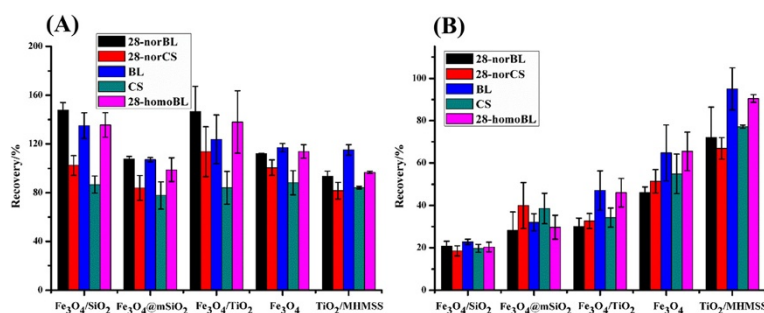 (A)
28-norBL
28-norCS
BL
CS
28-homoBL
Recovery/%
200
160
120
80
40
0
Fe₃O₄/SiO₂ Fe₃O₄@mSiO₂ Fe₃O₄/TiO₂ Fe₃O₄ TiO₂/MHMSS
(B)
28-norBL
28-norCS
BL
CS
28-homoBL
Recovery/%
100
80
60
40
20
0
Fe₃O₄/SiO₂ Fe₃O₄@mSiO₂ Fe₃O₄/TiO₂ Fe₃O₄ TiO₂/MHMSS